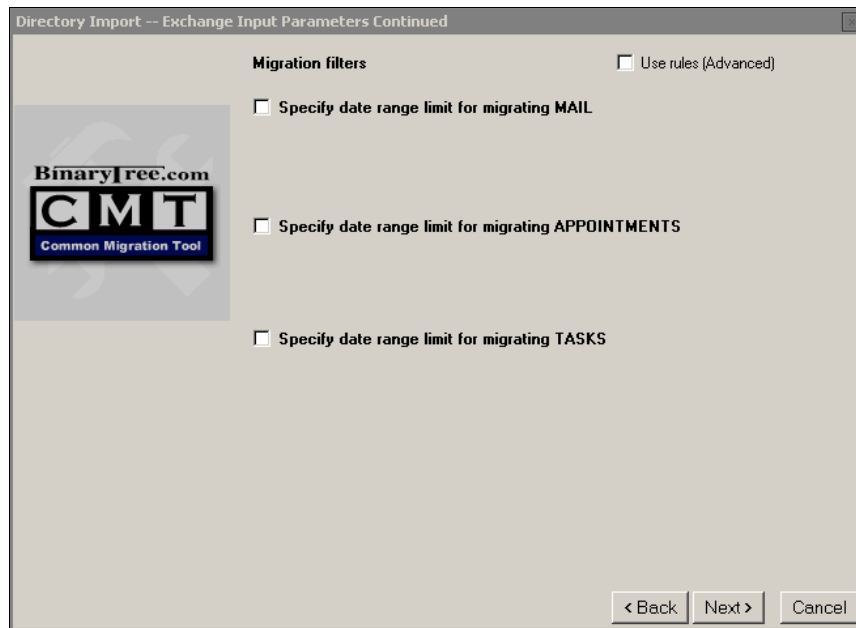 Directory Import -- Exchange Input Parameters Continued
Migration filters
Use rules (Advanced)
Specify date range limit for migrating MAIL
BinaryTree.com
CMT
Common Migration Tool
Specify date range limit for migrating APPOINTMENTS
Specify date range limit for migrating TASKS
< Back
Next >
Cancel